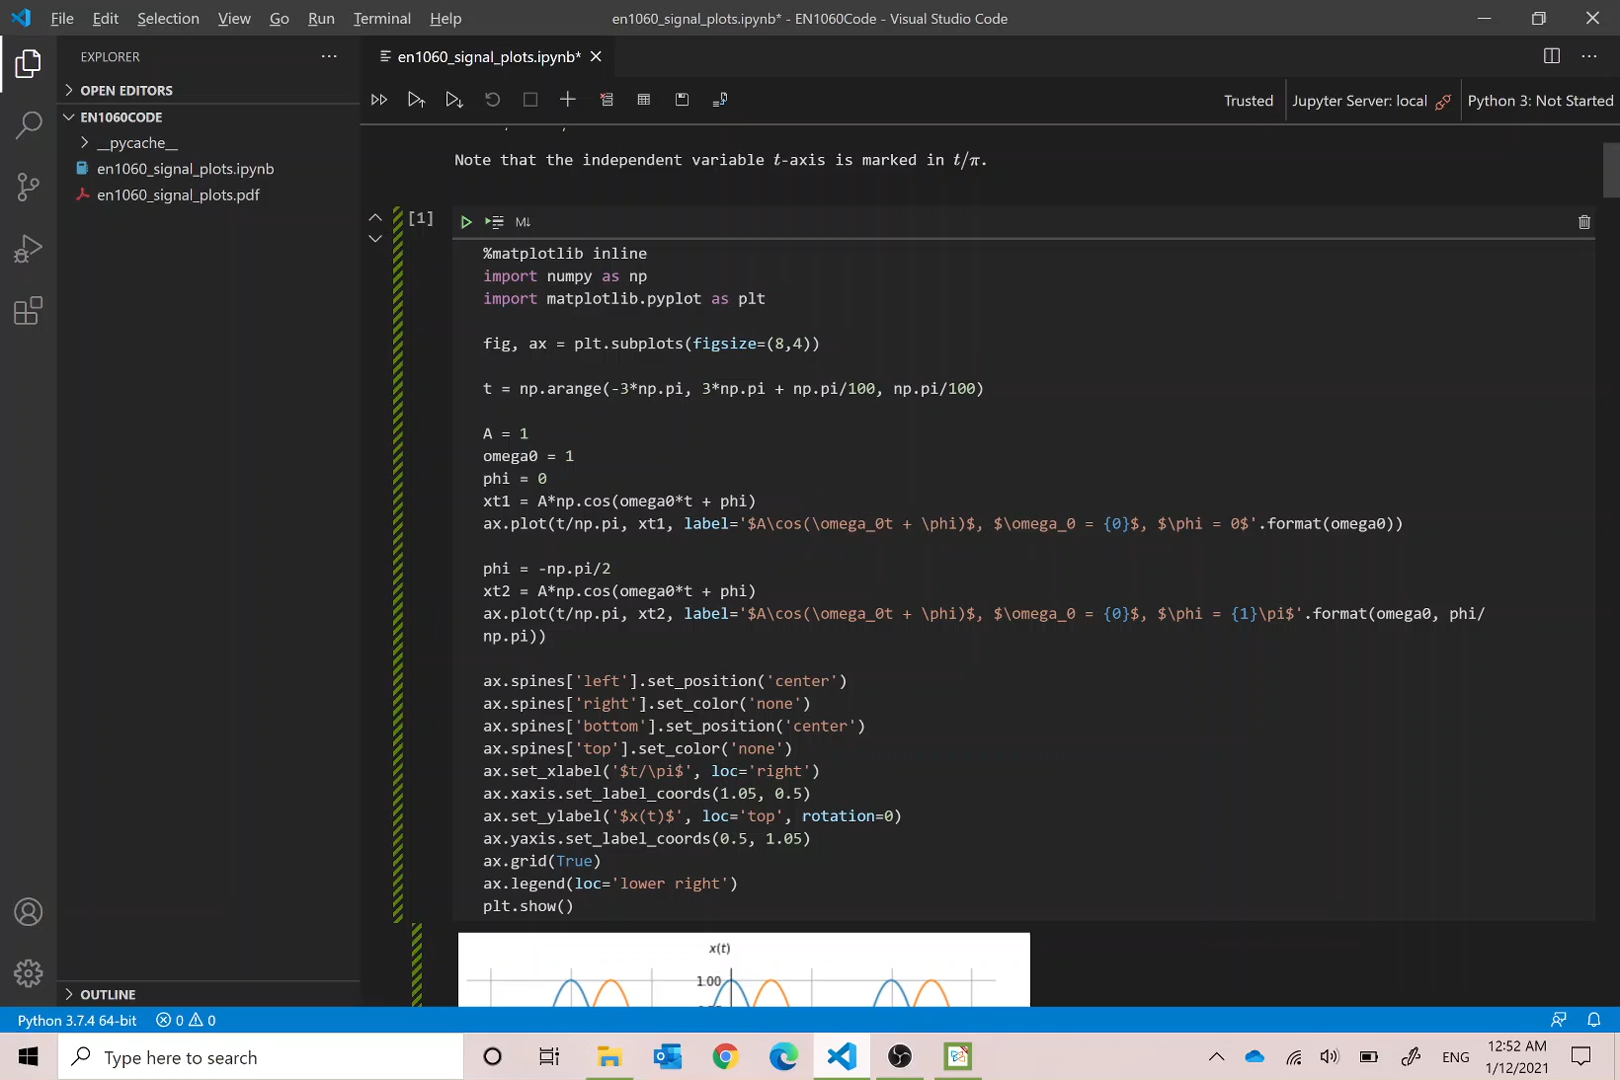 File Edit Selection View Go Run Terminal Help
en1060_signal_plots.ipynb* - EN1060Code - Visual Studio Code
EXPLORER
OPEN EDITORS
EN1060CODE
__pycache__
en1060_signal_plots.ipynb
en1060_signal_plots.pdf
OUTLINE
en1060_signal_plots.ipynb*
Trusted Jupyter Server: local Python 3: Not Started
Note that the independent variable t-axis is marked in t/π.
[1] M↓
%matplotlib inline
import numpy as np
import matplotlib.pyplot as plt
fig, ax = plt.subplots(figsize=(8,4))
t = np.arange(-3*np.pi, 3*np.pi + np.pi/100, np.pi/100)
A = 1
omega0 = 1
phi = 0
xt1 = A*np.cos(omega0*t + phi)
ax.plot(t/np.pi, xt1, label='$A\cos(\omega_0t + \phi)$, $\omega_0 = {0}$, $\phi = 0$'.format(omega0))
phi = -np.pi/2
xt2 = A*np.cos(omega0*t + phi)
ax.plot(t/np.pi, xt2, label='$A\cos(\omega_0t + \phi)$, $\omega_0 = {0}$, $\phi = {1}\pi$'.format(omega0, phi/
np.pi))
ax.spines['left'].set_position('center')
ax.spines['right'].set_color('none')
ax.spines['bottom'].set_position('center')
ax.spines['top'].set_color('none')
ax.set_xlabel('$t/\pi$', loc='right')
ax.xaxis.set_label_coords(1.05, 0.5)
ax.set_ylabel('$x(t)$', loc='top', rotation=0)
ax.yaxis.set_label_coords(0.5, 1.05)
ax.grid(True)
ax.legend(loc='lower right')
plt.show()
x(t)
1.00
Python 3.7.4 64-bit 0 0
Type here to search
ENG
12:52 AM
1/12/2021